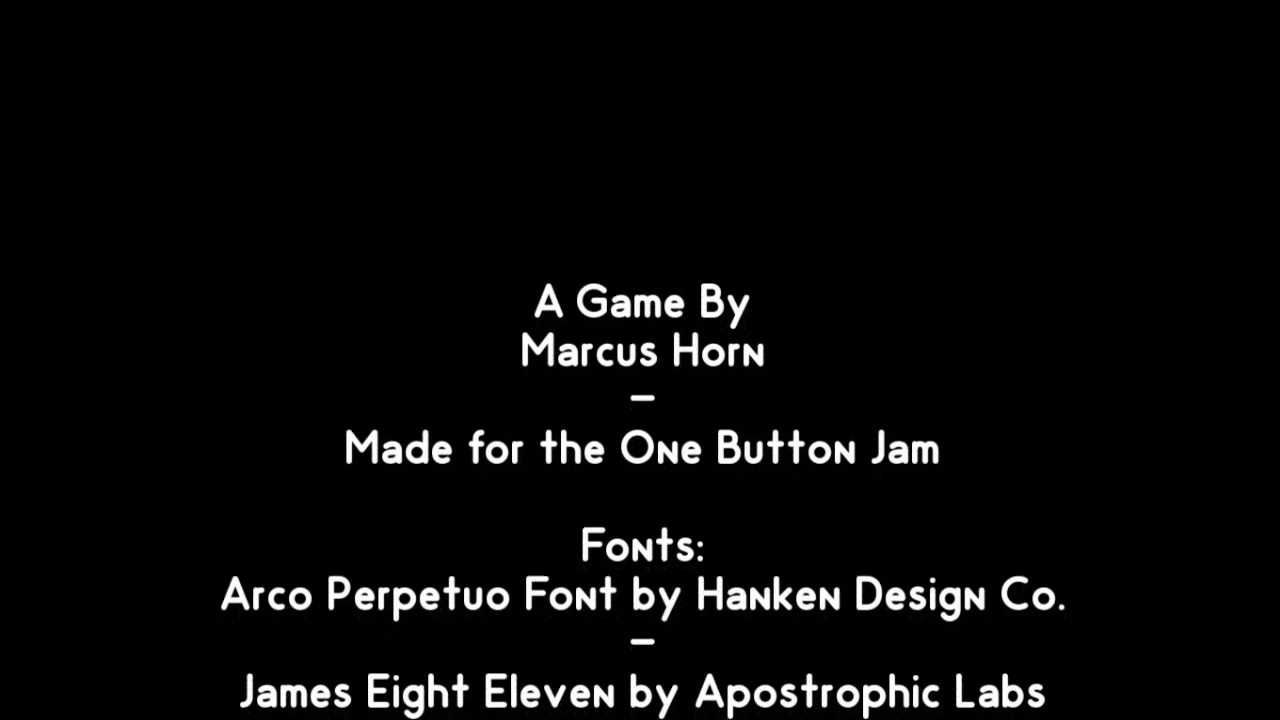 A Game By
Marcus Horn
–
Made for the One Button Jam
Fonts:
Arco Perpetuo Font by Hanken Design Co.
–
James Eight Eleven by Apostrophic Labs